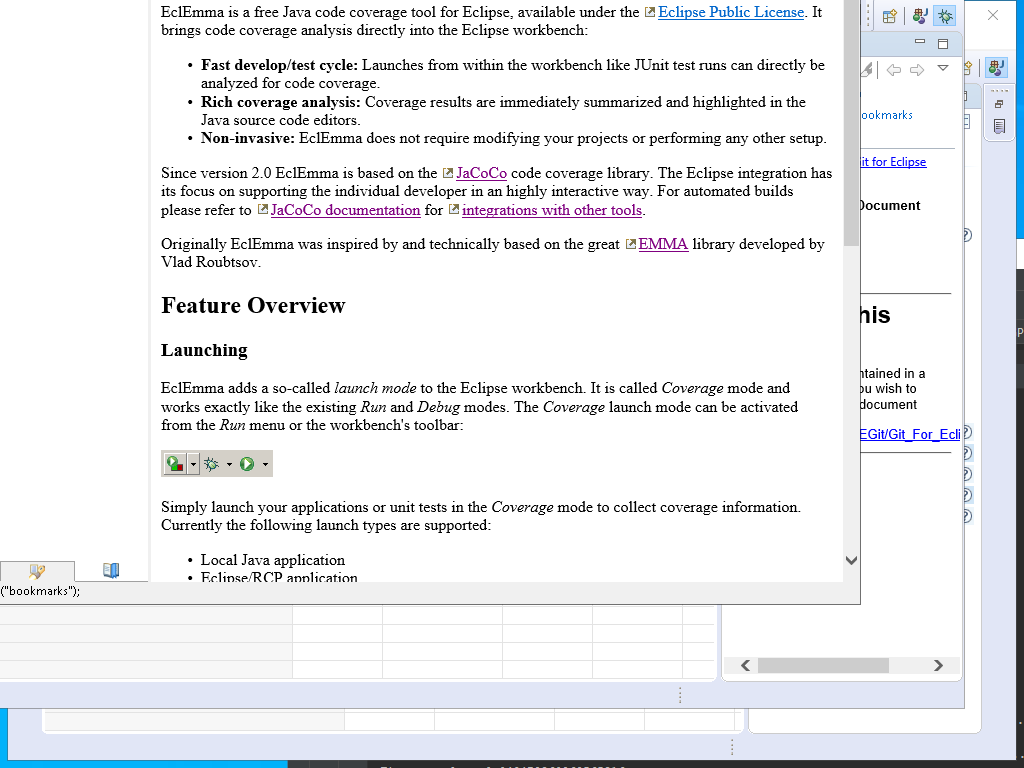 EclEmma is a free Java code coverage tool for Eclipse, available under the Eclipse Public License. It
brings code coverage analysis directly into the Eclipse workbench:
• Fast develop/test cycle: Launches from within the workbench like JUnit test runs can directly be
analyzed for code coverage.
• Rich coverage analysis: Coverage results are immediately summarized and highlighted in the
Java source code editors.
• Non-invasive: EclEmma does not require modifying your projects or performing any other setup.
Since version 2.0 EclEmma is based on the JaCoCo code coverage library. The Eclipse integration has
its focus on supporting the individual developer in an highly interactive way. For automated builds
please refer to JaCoCo documentation for integrations with other tools.
Originally EclEmma was inspired by and technically based on the great EMMA library developed by
Vlad Roubtsov.
Feature Overview
Launching
EclEmma adds a so-called launch mode to the Eclipse workbench. It is called Coverage mode and
works exactly like the existing Run and Debug modes. The Coverage launch mode can be activated
from the Run menu or the workbench's toolbar:
Simply launch your applications or unit tests in the Coverage mode to collect coverage information.
Currently the following launch types are supported:
• Local Java application
• Eclipse/RCP application
("bookmarks");
ookmarks
it for Eclipse
Document
his
ntained in a
ou wish to
document
EGit/Git_For_Ecli